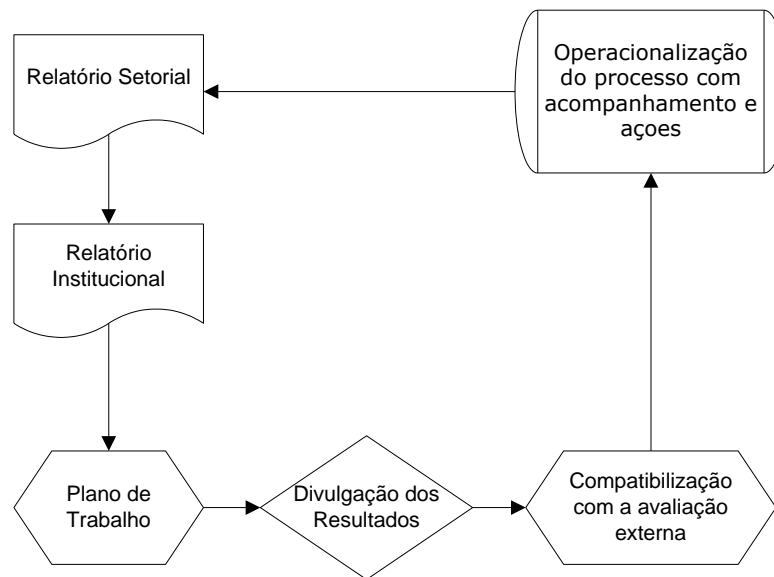 Relatório Setorial
Operacionalização
do processo com
acompanhamento e
açoes
Relatório
Institucional
Plano de
Trabalho
Divulgação dos
Resultados
Compatibilização
com a avaliação
externa